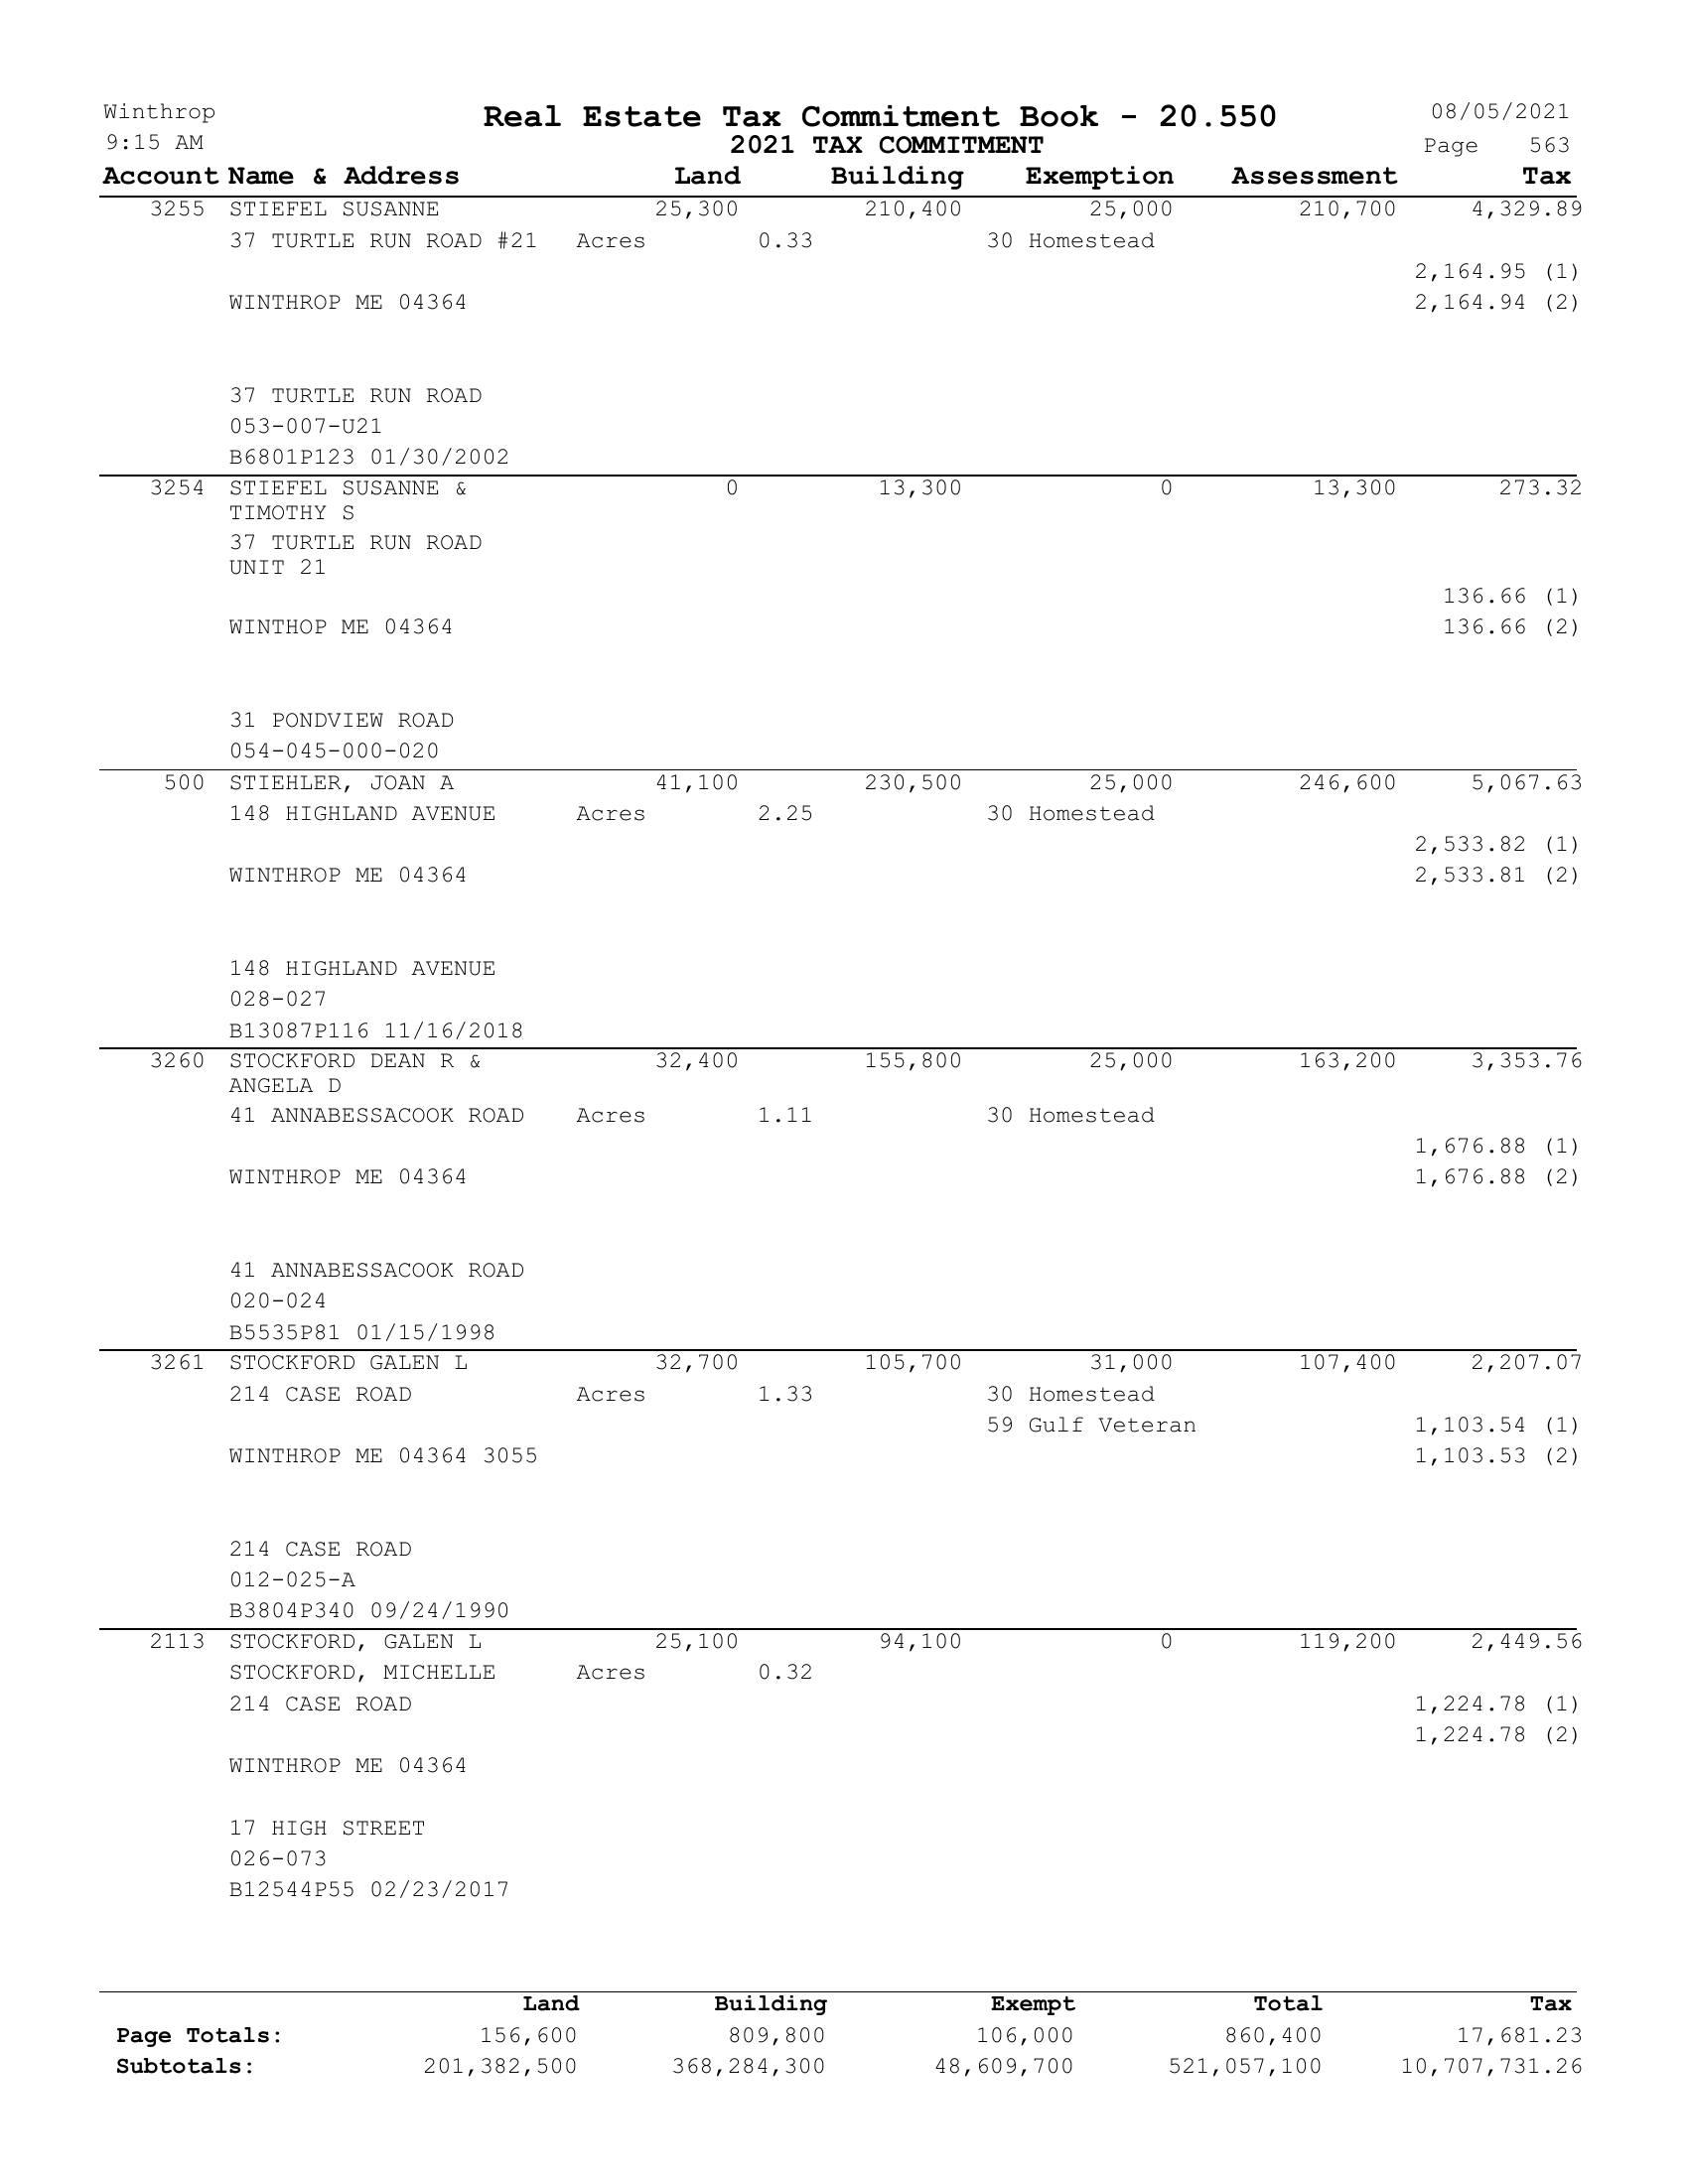 Winthrop Real Estate Tax Commitment Book - 20.550 08/05/2021
9:15 AM 2021 TAX COMMITMENT Page 563
Account Name & Address Land Building Exemption Assessment Tax
3255 STIEFEL SUSANNE 25,300 210,400 25,000 210,700 4,329.89
37 TURTLE RUN ROAD #21 Acres 0.33 30 Homestead
2,164.95 (1)
WINTHROP ME 04364 2,164.94 (2)
37 TURTLE RUN ROAD
053-007-U21
B6801P123 01/30/2002
3254 STIEFEL SUSANNE & 0 13,300 0 13,300 273.32
TIMOTHY S
37 TURTLE RUN ROAD
UNIT 21
136.66 (1)
WINTHOP ME 04364 136.66 (2)
31 PONDVIEW ROAD
054-045-000-020
500 STIEHLER, JOAN A 41,100 230,500 25,000 246,600 5,067.63
148 HIGHLAND AVENUE Acres 2.25 30 Homestead
2,533.82 (1)
WINTHROP ME 04364 2,533.81 (2)
148 HIGHLAND AVENUE
028-027
B13087P116 11/16/2018
3260 STOCKFORD DEAN R & 32,400 155,800 25,000 163,200 3,353.76
ANGELA D
41 ANNABESSACOOK ROAD Acres 1.11 30 Homestead
1,676.88 (1)
WINTHROP ME 04364 1,676.88 (2)
41 ANNABESSACOOK ROAD
020-024
B5535P81 01/15/1998
3261 STOCKFORD GALEN L 32,700 105,700 31,000 107,400 2,207.07
214 CASE ROAD Acres 1.33 30 Homestead
59 Gulf Veteran 1,103.54 (1)
WINTHROP ME 04364 3055 1,103.53 (2)
214 CASE ROAD
012-025-A
B3804P340 09/24/1990
2113 STOCKFORD, GALEN L 25,100 94,100 0 119,200 2,449.56
STOCKFORD, MICHELLE Acres 0.32
214 CASE ROAD 1,224.78 (1)
1,224.78 (2)
WINTHROP ME 04364
17 HIGH STREET
026-073
B12544P55 02/23/2017
Land Building Exempt Total Tax
Page Totals: 156,600 809,800 106,000 860,400 17,681.23
Subtotals: 201,382,500 368,284,300 48,609,700 521,057,100 10,707,731.26